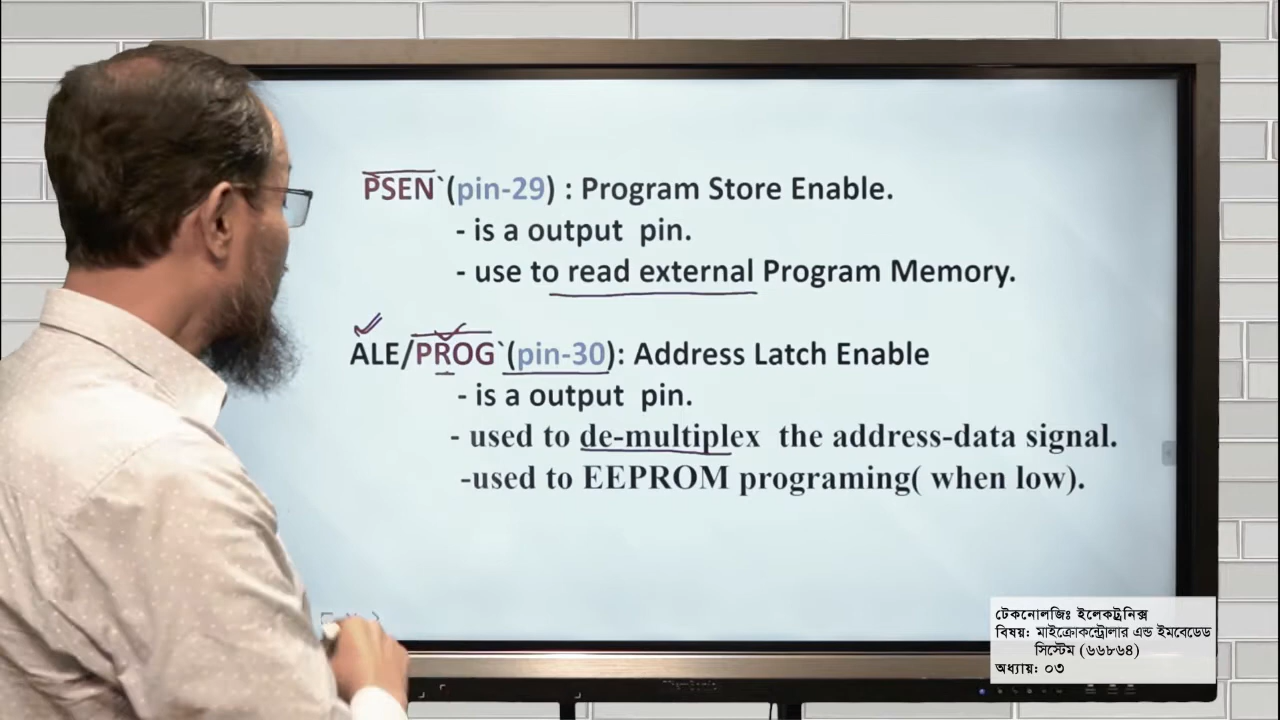 PSEN`(pin-29) : Program Store Enable.
- is a output pin.
- use to read external Program Memory.
ALE/PROG`(pin-30): Address Latch Enable
- is a output pin.
- used to de-multiplex the address-data signal.
-used to EEPROM programing( when low).
টেকনোলজিঃ ইলেকট্রনিক্স
বিষয়: মাইক্রোকন্ট্রোলার এন্ড ইমবেডেড
সিস্টেম (৬৬৮৬৪)
অধ্যায়: ০৩